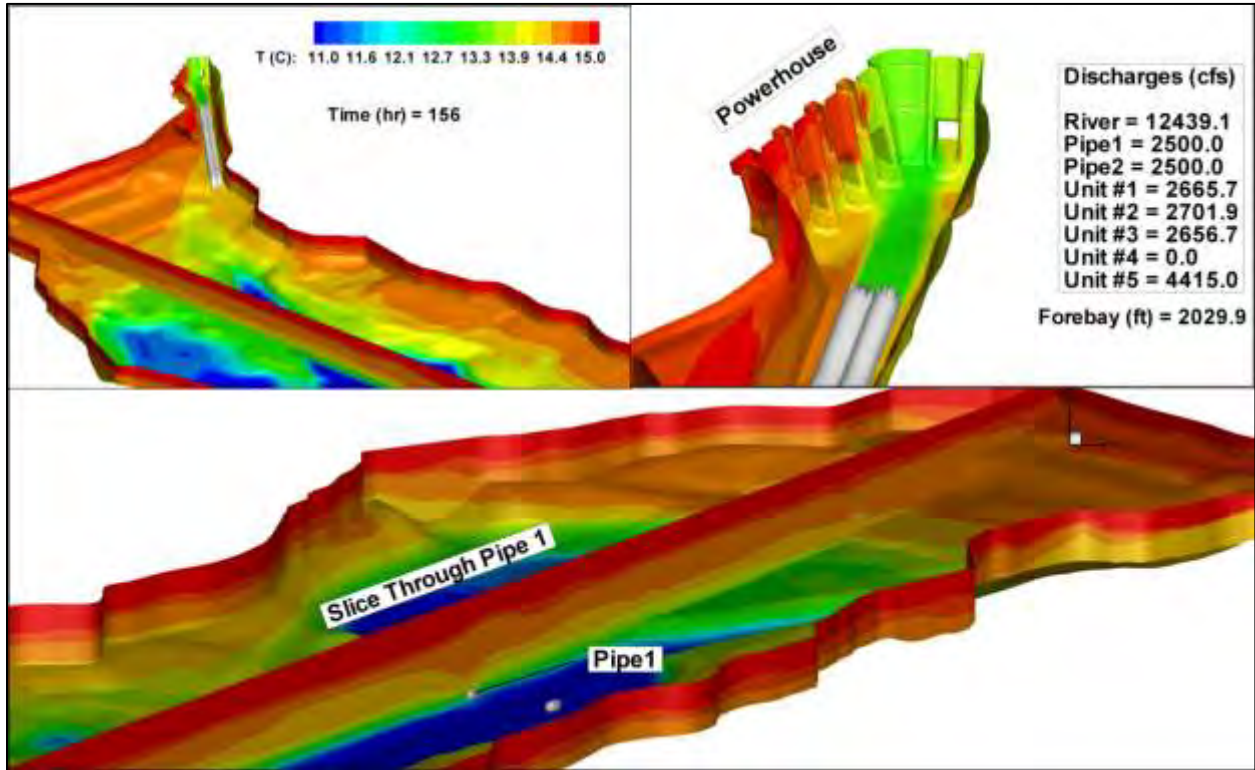 T (C): 11.0 11.6 12.1 12.7 13.3 13.9 14.4 15.0
Time (hr) = 156
Powerhouse
Discharges (cfs)
River = 12439.1
Pipe1 = 2500.0
Pipe2 = 2500.0
Unit #1 = 2665.7
Unit #2 = 2701.9
Unit #3 = 2656.7
Unit #4 = 0.0
Unit #5 = 4415.0
Forebay (ft) = 2029.9
Slice Through Pipe 1
Pipe1